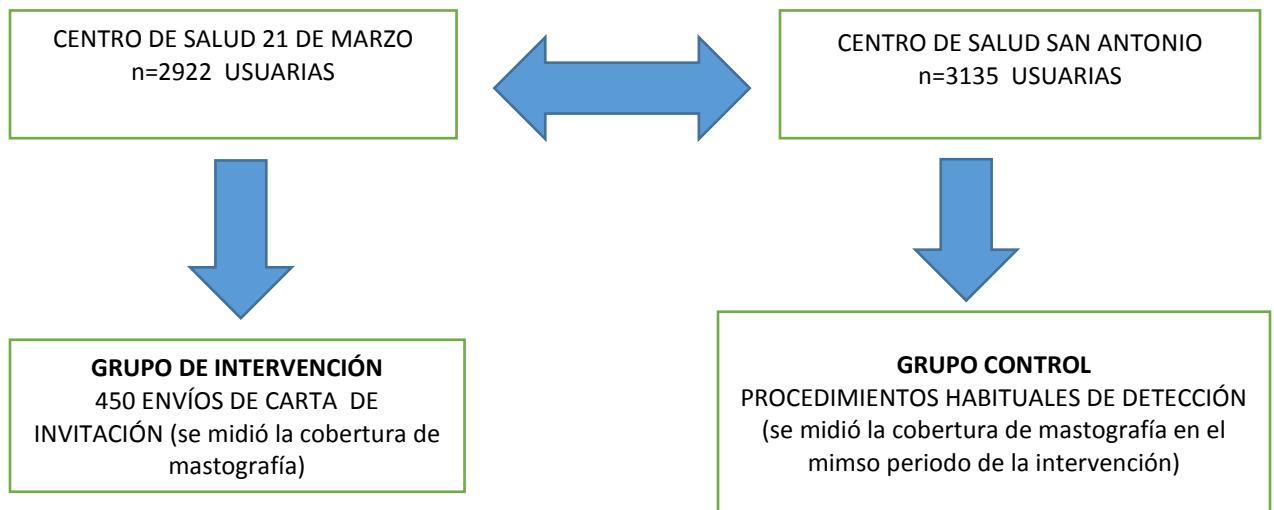 CENTRO DE SALUD 21 DE MARZO
n=2922 USUARIAS
CENTRO DE SALUD SAN ANTONIO
n=3135 USUARIAS
GRUPO DE INTERVENCIÓN
450 ENVÍOS DE CARTA DE
INVITACIÓN (se midió la cobertura de
mastografía)
GRUPO CONTROL
PROCEDIMIENTOS HABITUALES DE DETECCIÓN
(se midió la cobertura de mastografía en el
mimso periodo de la intervención)